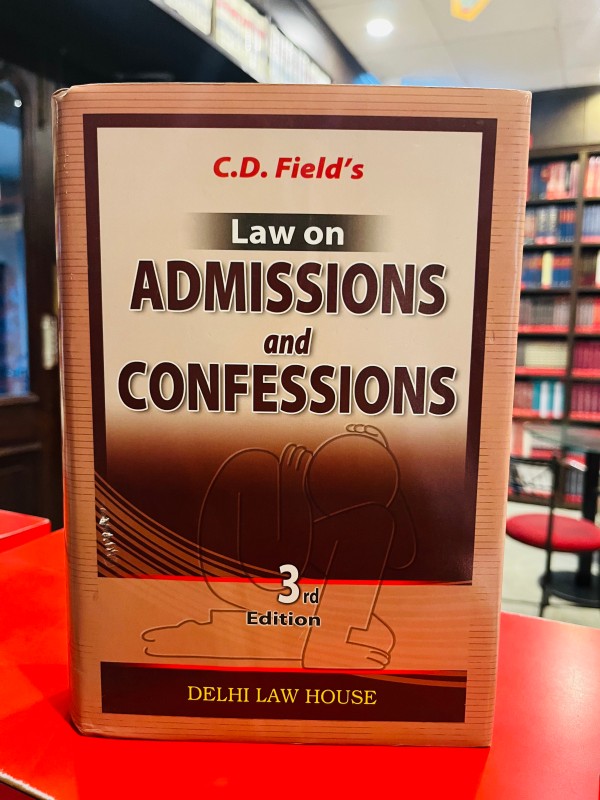 C.D. Field's
Law on
ADMISSIONS
and
CONFESSIONS
3rd
Edition
DELHI LAW HOUSE